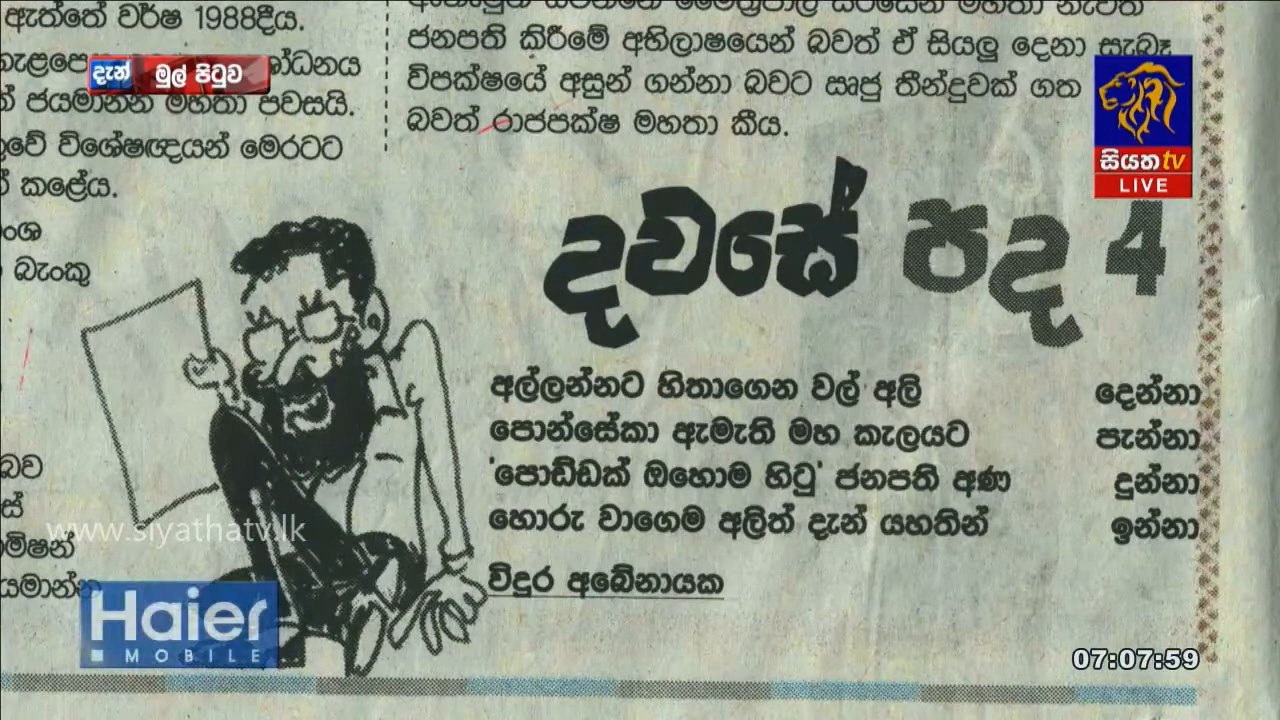 ඇත්තේ වර්ෂ 1988දීය.
ත් ජයමාන්න මහතා පවසයි.
විශේෂඥයන් මෙරටට
කළේය.
බැංකු
ජනපති කිරීමේ අභිලාෂයෙන් බවත් ඒ සියලු දෙනා සැබෑ
විපක්ෂයේ අසුන් ගන්නා බවට ඍජු තීන්දුවක් ගත
බවත් රාජපක්ෂ මහතා කීය.
දැන් මුල් පිටුව
සියත tv
LIVE
දවසේ පද 4
අල්ලන්නට හිතාගෙන වල් අලි දෙන්නා
පොන්සේකා ඇමැති මහ කැලයට පැන්නා
'පොඩ්ඩක් ඔහොම හිටු' ජනපති අණ දුන්නා
හොරු වාගෙම අලිත් දැන් යහතින් ඉන්නා
විදුර අබේනායක
බව
www.siyathatv.lk
Haier
MOBILE
07:07:59